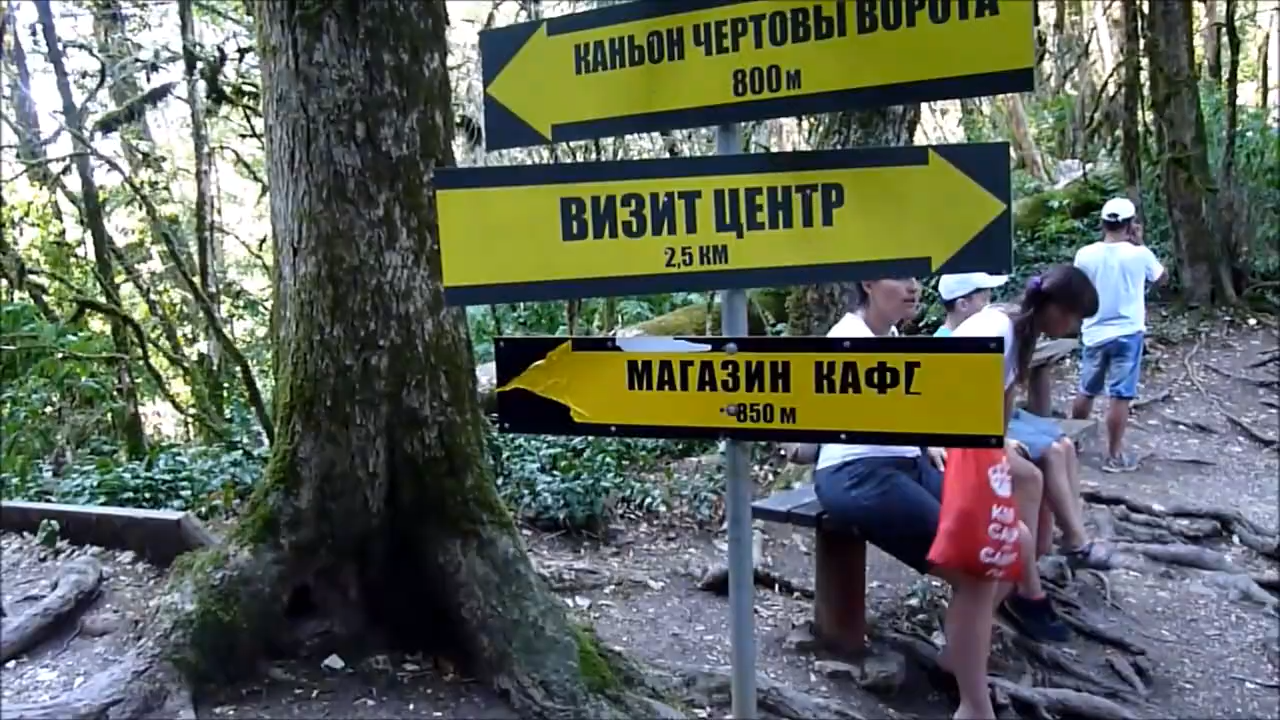 КАНЬОН ЧЕРТОВЫ ВОРОТА
800 м
ВИЗИТ ЦЕНТР
2,5 КМ
МАГАЗИН КАФЕ
850 м